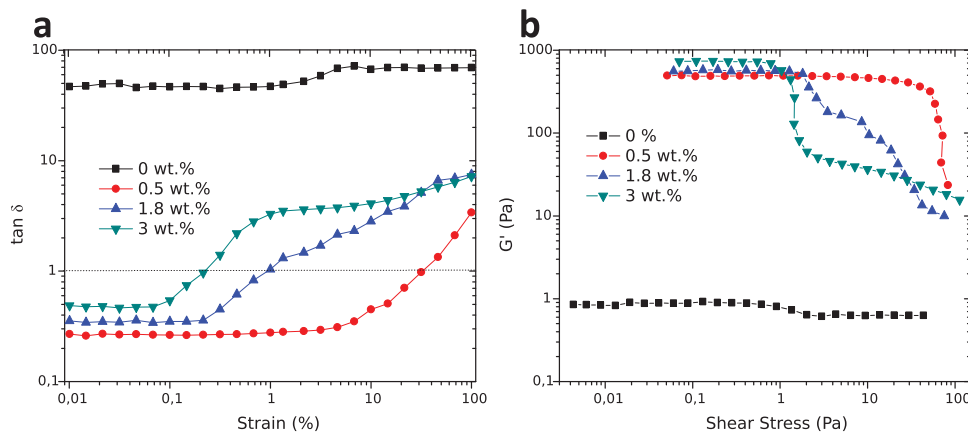 a
100
10
1
0,1
tan δ
0 wt.%
0.5 wt.%
1.8 wt.%
3 wt.%
0,01
0,1
1
10
100
Strain (%)
b
1000
100
10
1
0,1
G' (Pa)
0 %
0.5 wt.%
1.8 wt.%
3 wt.%
0,01
0,1
1
10
100
Shear Stress (Pa)